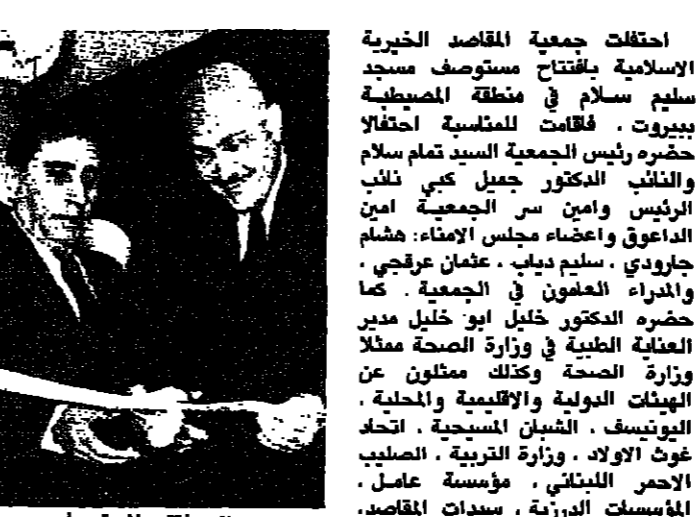 احتفلت جمعية المقاصد الخيرية
الاسلامية بافتتاح مستوصف مسجد
سليم سلام في منطقة المصيطبة
ببيروت . فاقامت للمناسبة احتفالا
حضره رئيس الجمعية السيد تمام سلام
والنائب الدكتور جميل كبي نائب
الرئيس وامين سر الجمعية امين
الداعوق واعضاء مجلس الامناء: هشام
جارودي ، سليم دياب ، عثمان عرقجي ،
والمدراء العامون في الجمعية . كما
حضره الدكتور خليل ابو خليل مدير
العناية الطبية في وزارة الصحة ممثلا
وزارة الصحة وكذلك ممثلون عن
الهيئات الدولية والاقليمية والمحلية ،
اليونيسف ، الشبان المسيحية ، اتحاد
غوث الاولاد ، وزارة التربية ، الصليب
الاحمر اللبناني ، مؤسسة عامل ،
المؤسسات الدرزية ، سيدات المقاصد،